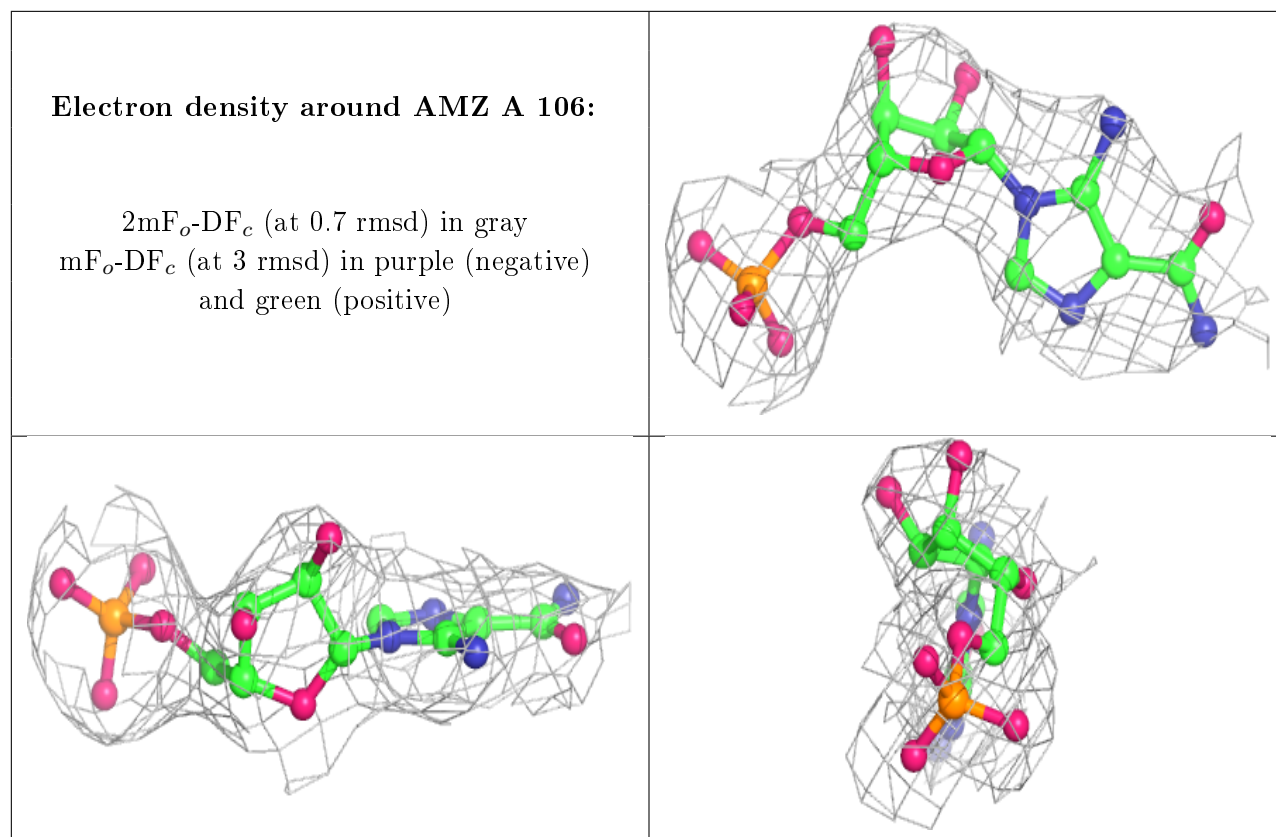 Electron density around AMZ A 106:
2mFo-DFc (at 0.7 rmsd) in gray
mFo-DFc (at 3 rmsd) in purple (negative)
and green (positive)